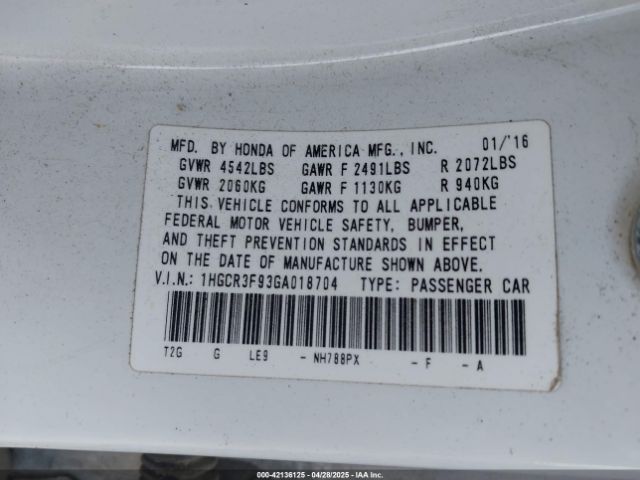 MFD. BY HONDA OF AMERICA MFG., INC. 01/'16
GVWR 4542LBS GAWR F 2491LBS R 2072LBS
GVWR 2060KG GAWR F 1130KG R 940KG
THIS VEHICLE CONFORMS TO ALL APPLICABLE
FEDERAL MOTOR VEHICLE SAFETY, BUMPER,
AND THEFT PREVENTION STANDARDS IN EFFECT
ON THE DATE OF MANUFACTURE SHOWN ABOVE.
V.I.N.: 1HGCR3F93GA018704 TYPE: PASSENGER CAR
T2G G LE9 - NH788PX - F - A
000-42136125 | 04/28/2025 - IAA Inc.